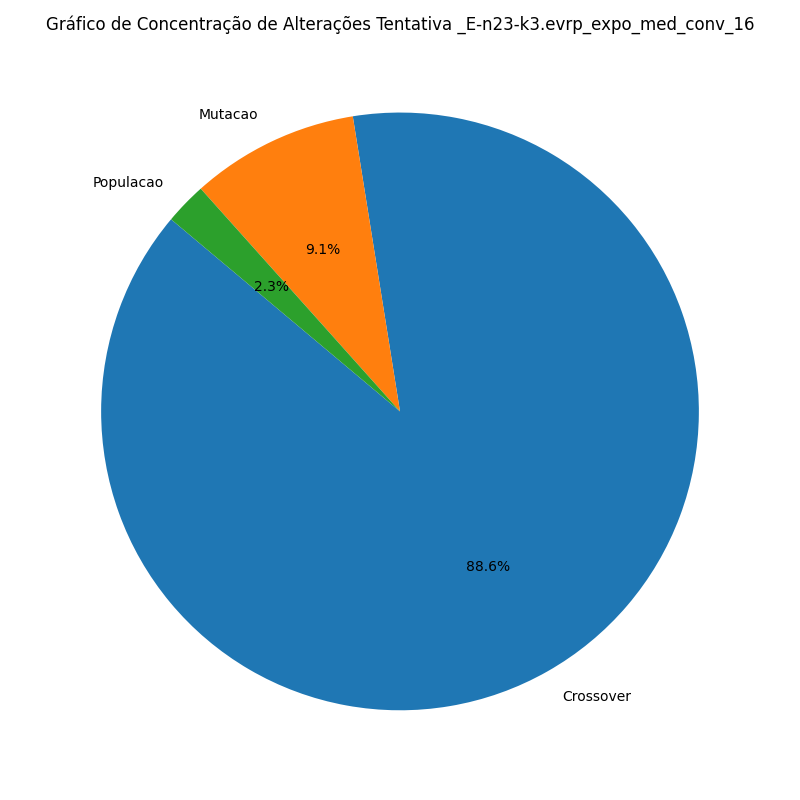 Gráfico de Concentração de Alterações Tentativa _E-n23-k3.evrp_expo_med_conv_16
Mutacao
Populacao
9.1%
2.3%
88.6%
Crossover